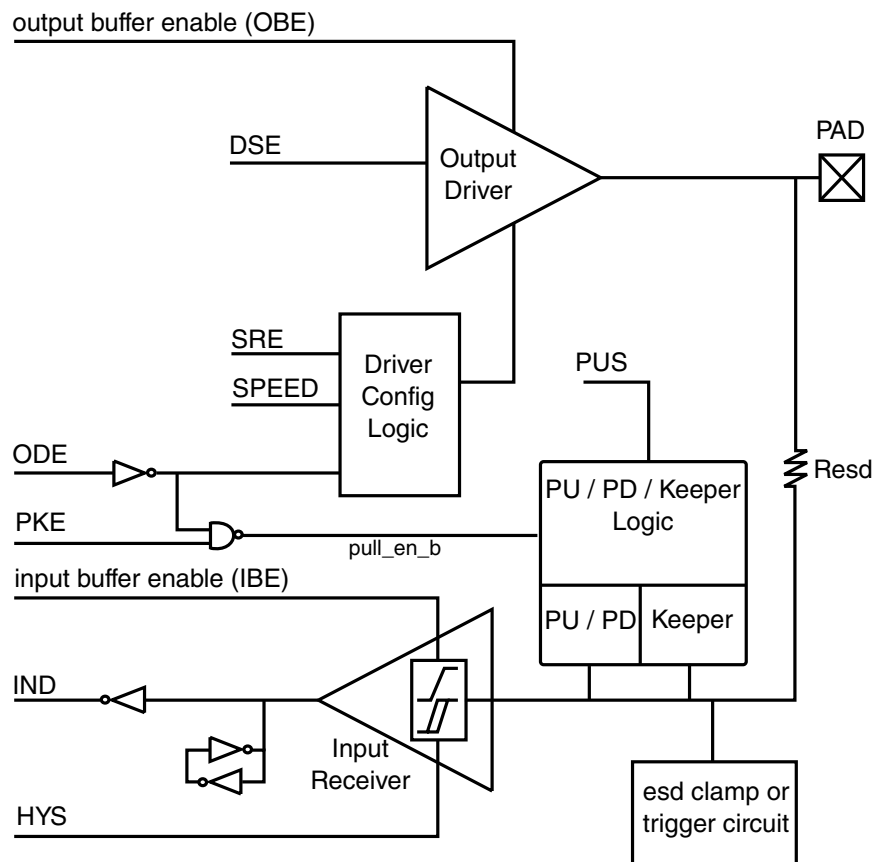 output buffer enable (OBE)
PAD
DSE
Output
Driver
SRE
SPEED
Driver
Config
Logic
PUS
ODE
PKE
pull_en_b
PU / PD / Keeper
Logic
Resd
input buffer enable (IBE)
PU / PD
Keeper
IND
Input
Receiver
HYS
esd clamp or
trigger circuit